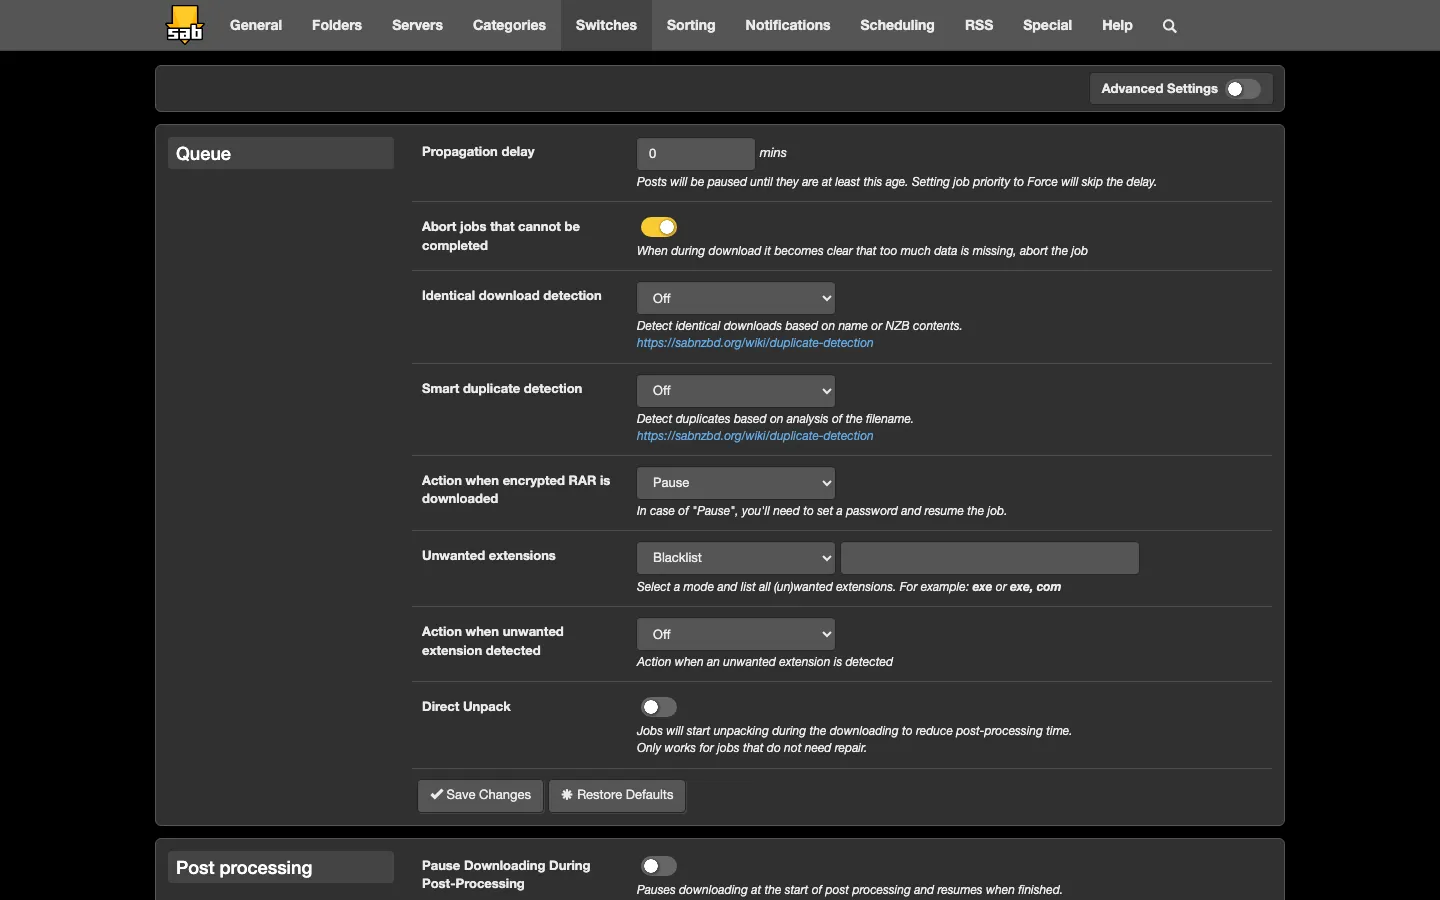 sab
General
Folders
Servers
Categories
Switches
Sorting
Notifications
Scheduling
RSS
Special
Help
Advanced Settings
Queue
Propagation delay
0
mins
Posts will be paused until they are at least this age. Setting job priority to Force will skip the delay.
Abort jobs that cannot be
completed
When during download it becomes clear that too much data is missing, abort the job
Identical download detection
Off
Detect identical downloads based on name or NZB contents.
https://sabnzbd.org/wiki/duplicate-detection
Smart duplicate detection
Off
Detect duplicates based on analysis of the filename.
https://sabnzbd.org/wiki/duplicate-detection
Action when encrypted RAR is
downloaded
Pause
In case of "Pause", you'll need to set a password and resume the job.
Unwanted extensions
Blacklist
Select a mode and list all (un)wanted extensions. For example: exe or exe, com
Action when unwanted
extension detected
Off
Action when an unwanted extension is detected
Direct Unpack
Jobs will start unpacking during the downloading to reduce post-processing time.
Only works for jobs that do not need repair.
Save Changes
Restore Defaults
Post processing
Pause Downloading During
Post-Processing
Pauses downloading at the start of post processing and resumes when finished.